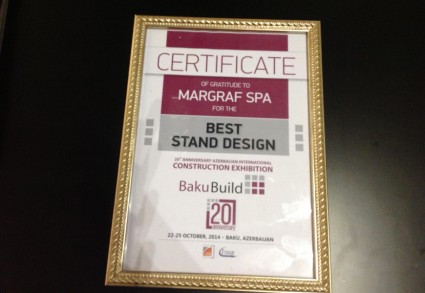 CERTIFICATE
OF GRATITUDE TO
MARGRAF SPA
FOR THE
BEST
STAND DESIGN
20TH ANNIVERSARY AZERBAIJAN INTERNATIONAL
CONSTRUCTION EXHIBITION
BakuBuild
20
anniversary
22-25 OCTOBER, 2014 - BAKU, AZERBAIJAN